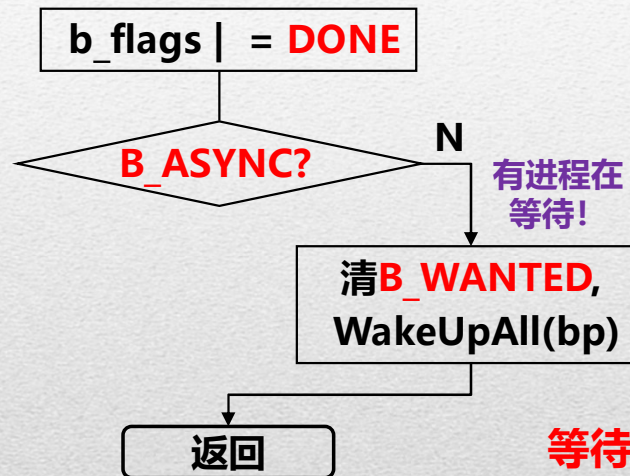 b_flags | = DONE
B_ASYNC?
N
有进程在
等待!
清B_WANTED,
WakeUpAll(bp)
返回
等待